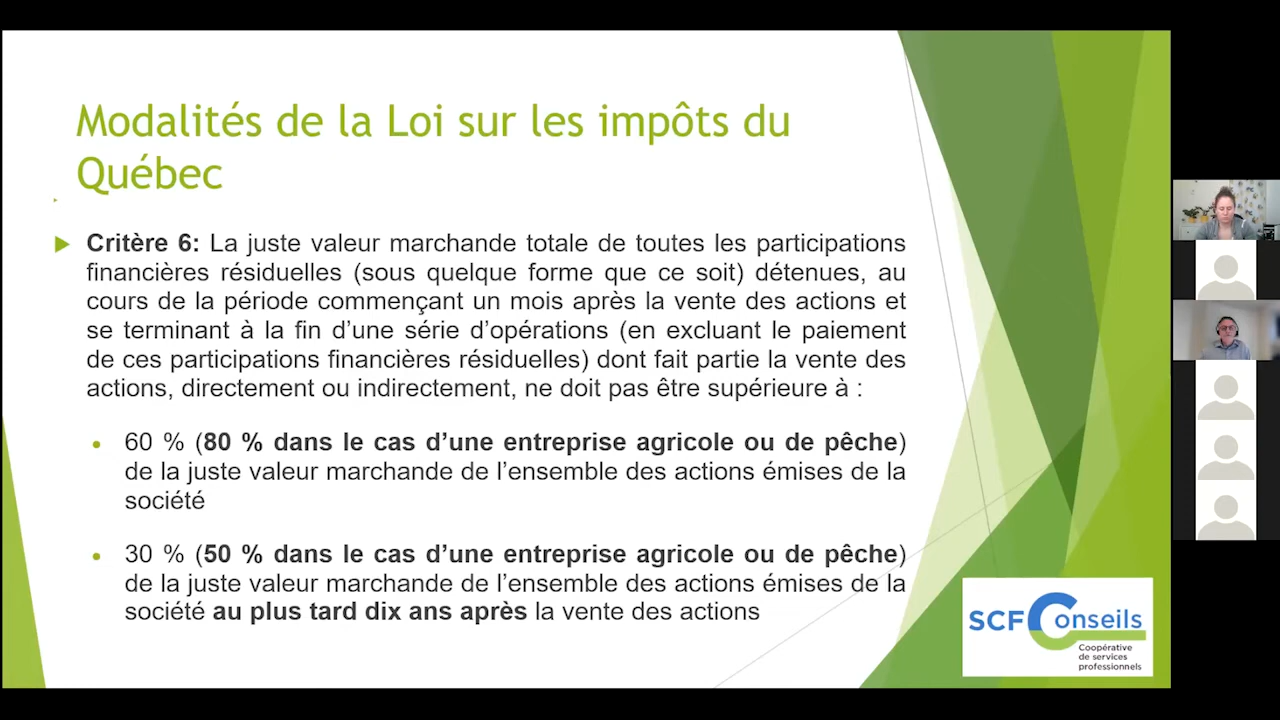 Modalités de la Loi sur les impôts du
Québec
Critère 6: La juste valeur marchande totale de toutes les participations
financières résiduelles (sous quelque forme que ce soit) détenues, au
cours de la période commençant un mois après la vente des actions et
se terminant à la fin d’une série d’opérations (en excluant le paiement
de ces participations financières résiduelles) dont fait partie la vente des
actions, directement ou indirectement, ne doit pas être supérieure à :
60 % (80 % dans le cas d’une entreprise agricole ou de pêche)
de la juste valeur marchande de l’ensemble des actions émises de la
société
30 % (50 % dans le cas d’une entreprise agricole ou de pêche)
de la juste valeur marchande de l’ensemble des actions émises de la
société au plus tard dix ans après la vente des actions
SCF Conseils
Coopérative
de services
professionnels